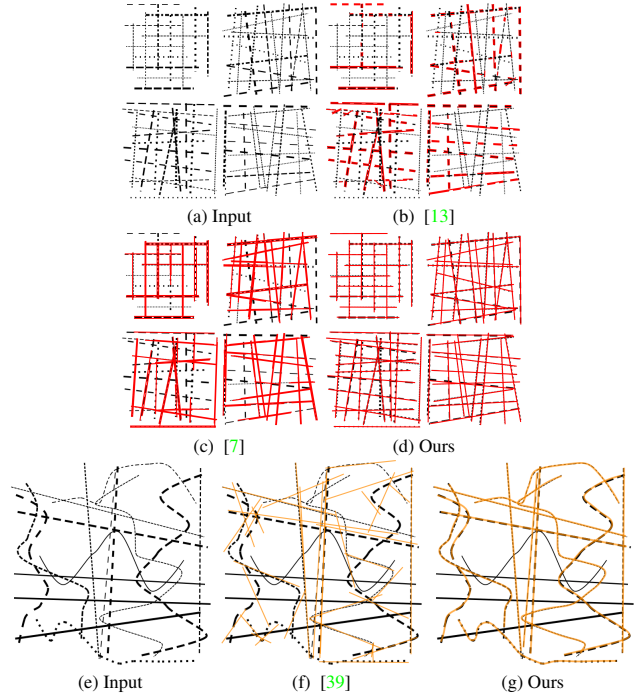 (a) Input (b) [13]
(c) [7] (d) Ours
(e) Input (f) [39] (g) Ours